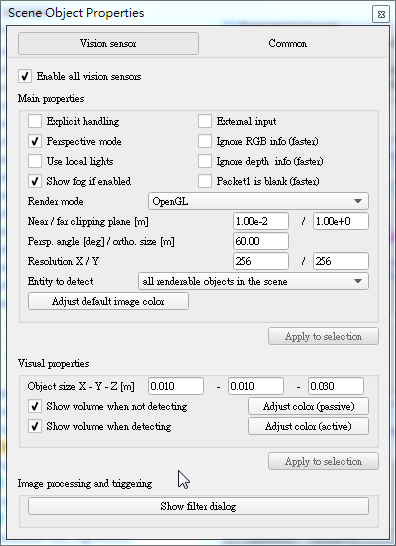 Scene Object Properties
Vision sensor
Common
Enable all vision sensors
Main properties
Explicit handling
External input
Perspective mode
Ignore RGB info (faster)
Use local lights
Ignore depth info (faster)
Show fog if enabled
Packet1 is blank (faster)
Render mode OpenGL
Near / far clipping plane [m] 1.00e-2 / 1.00e+0
Persp. angle [deg] / ortho. size [m] 60.00
Resolution X / Y 256 / 256
Entity to detect all renderable objects in the scene
Adjust default image color
Apply to selection
Visual properties
Object size X - Y - Z [m] 0.010 - 0.010 - 0.030
Show volume when not detecting
Adjust color (passive)
Show volume when detecting
Adjust color (active)
Apply to selection
Image processing and triggering
Show filter dialog